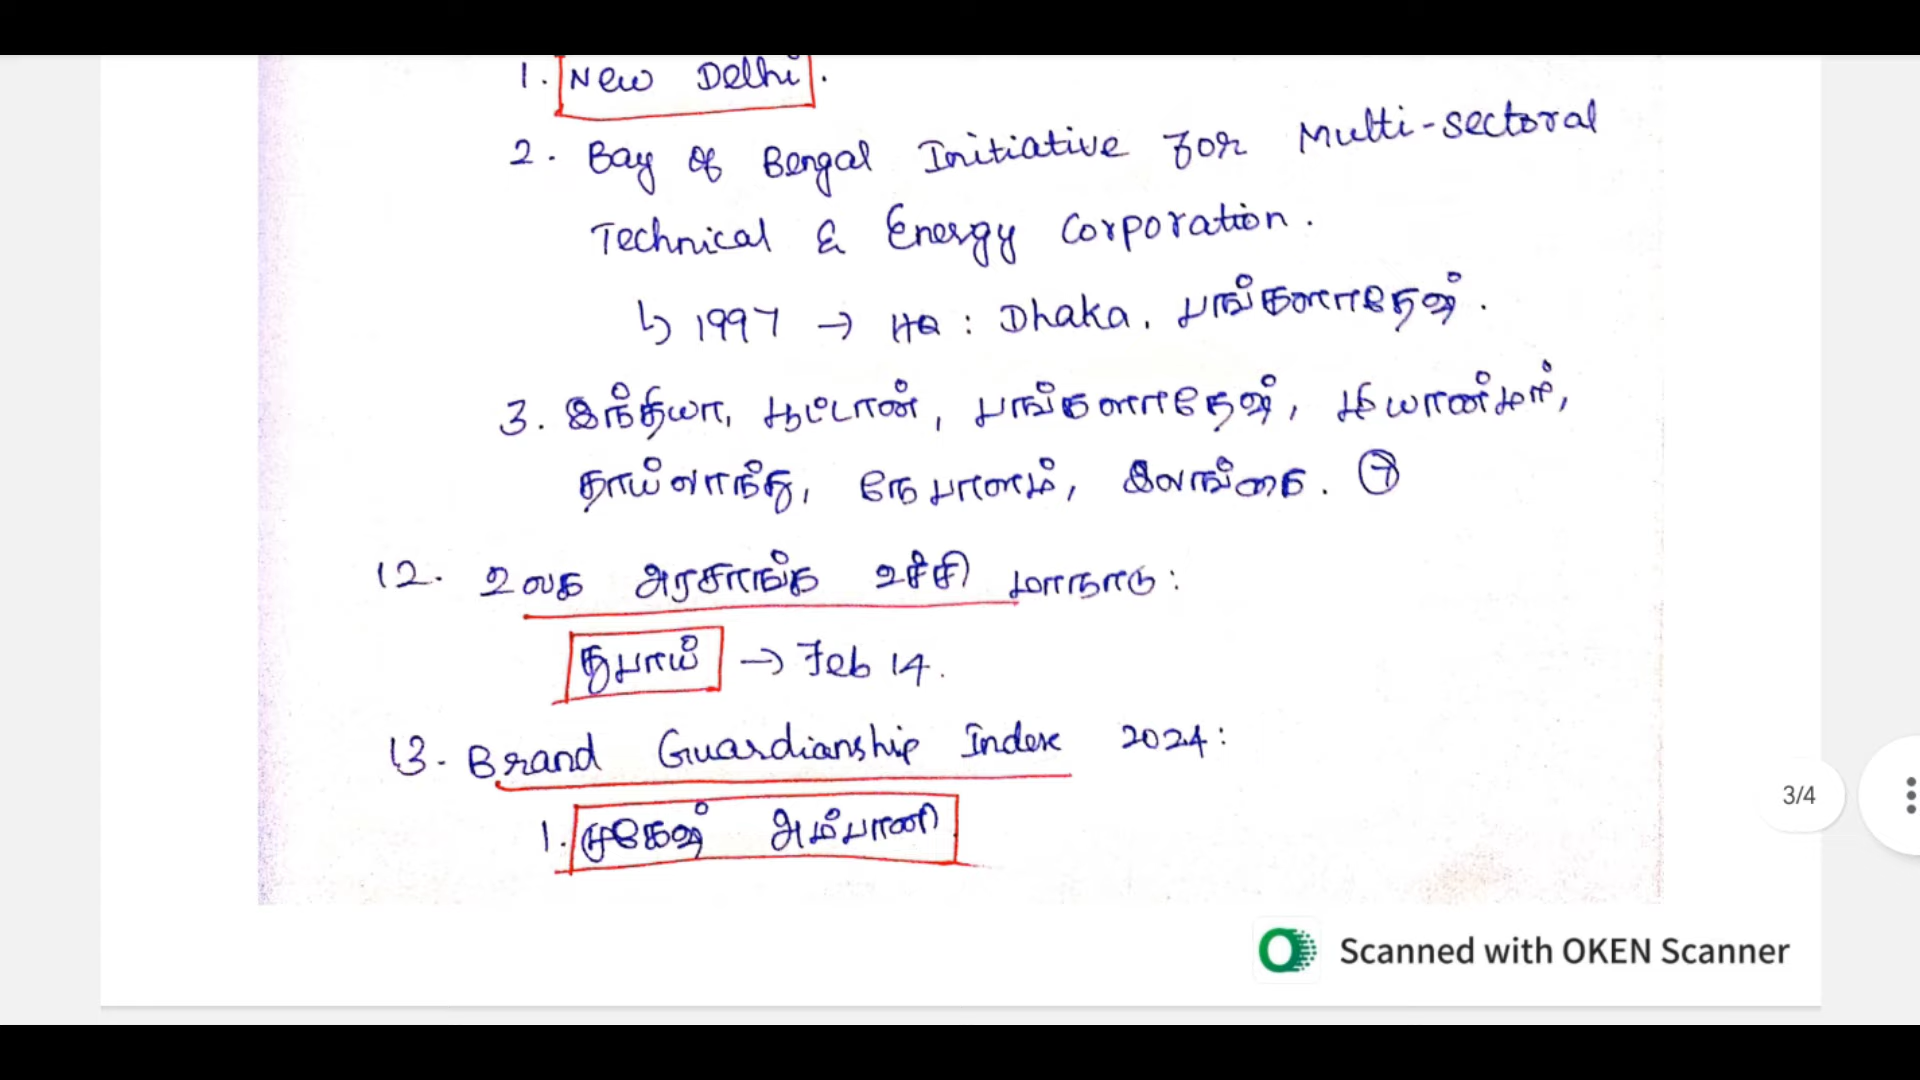 1. New Delhi.
2. Bay of Bengal Initiative for Multi-sectoral
Technical & Energy Corporation.
↳ 1997 → HQ : Dhaka. பங்களாதேஷ்.
3. இந்தியா, பூட்டான், பங்களாதேஷ், மியான்மர்,
தாய்லாந்து, நேபாளம், இலங்கை. ⑦
12. உலக அரசாங்க உச்சி மாநாடு:
துபாய் → Feb 14.
13. Brand Guardianship Index 2024:
1. முகேஷ் அம்பானி
3/4
Scanned with OKEN Scanner